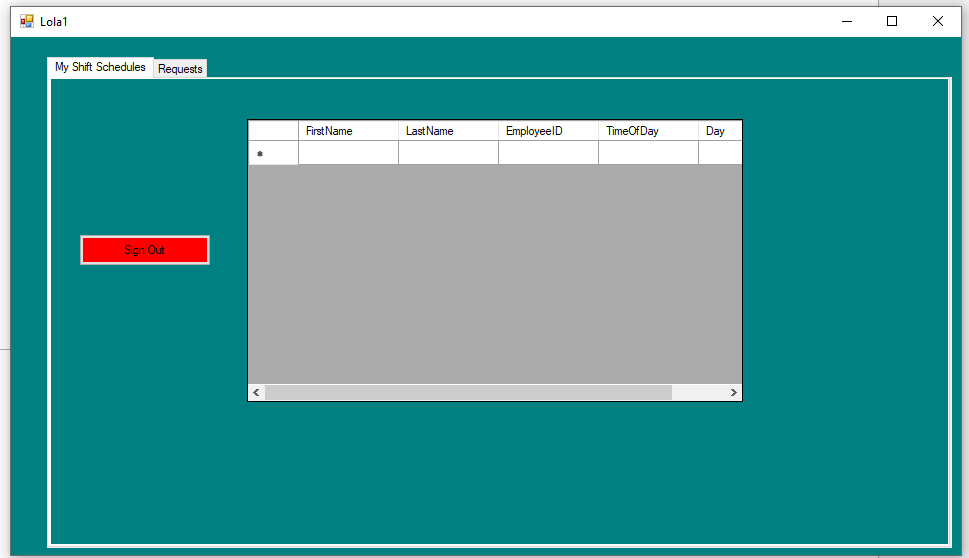 Lola1
My Shift Schedules Requests
FirstName LastName EmployeeID TimeOfDay Day
*
Sign Out